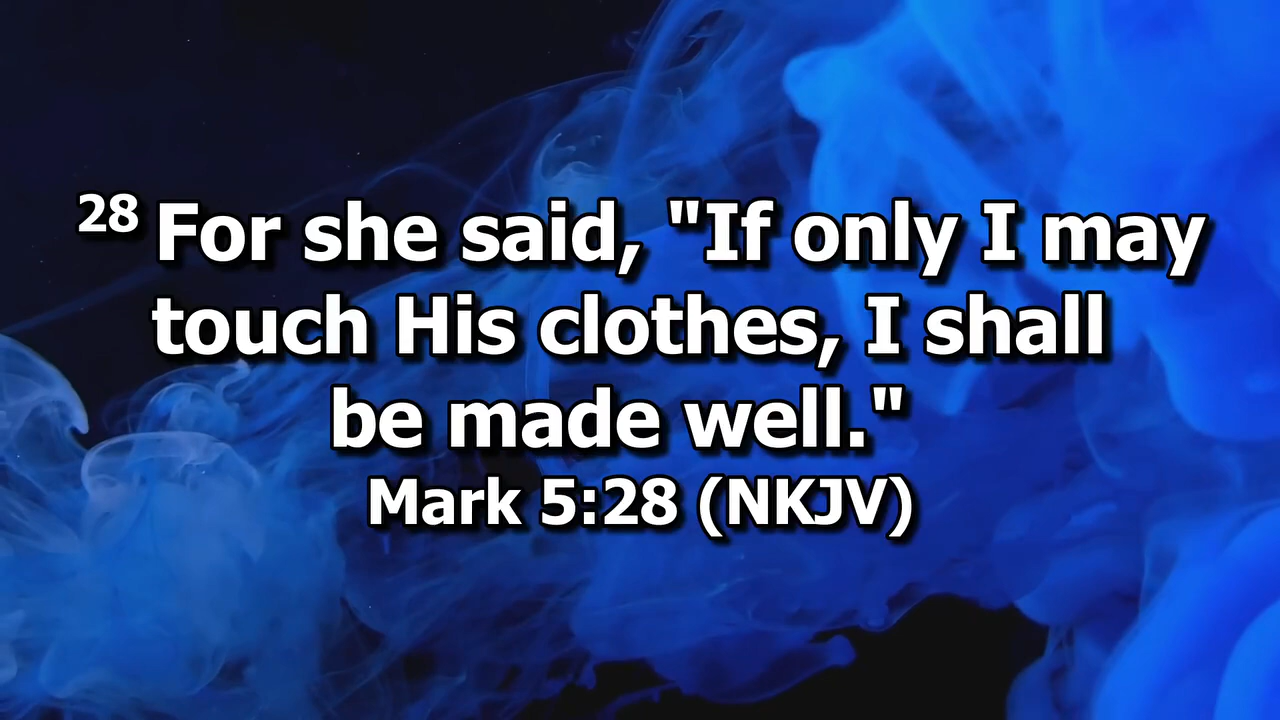 28 For she said, "If only I may
touch His clothes, I shall
be made well."
Mark 5:28 (NKJV)